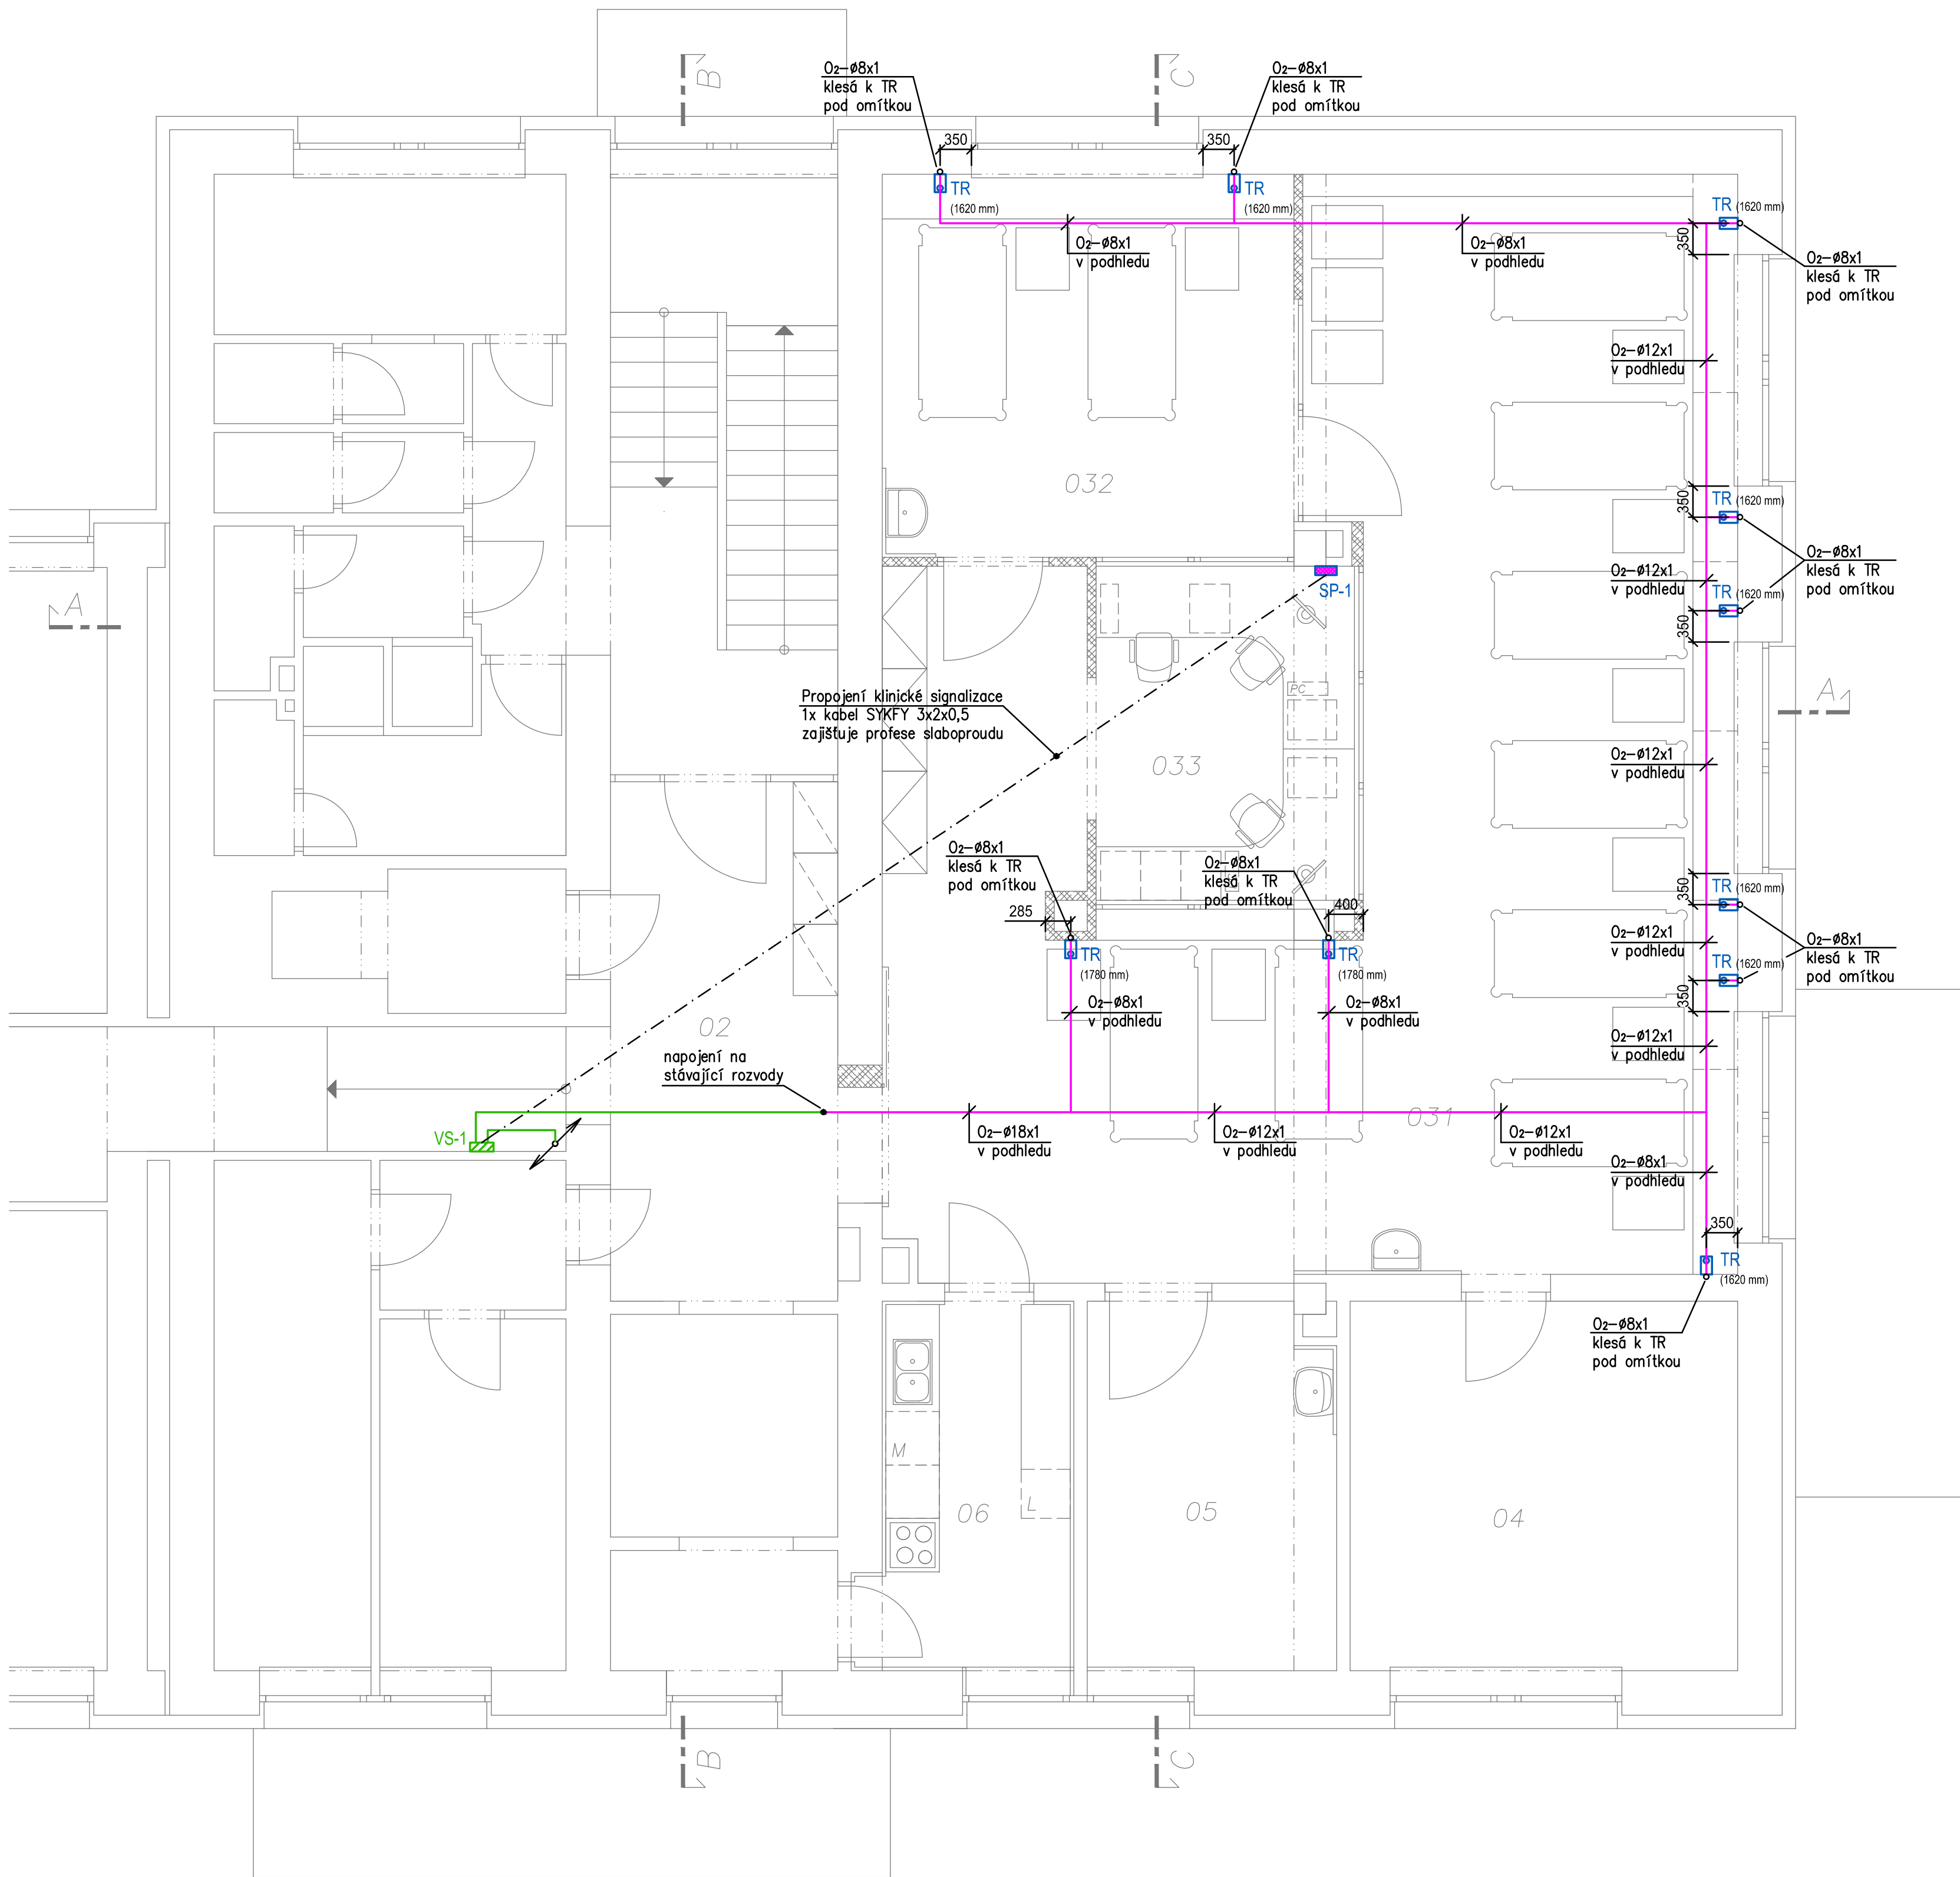 B
C
O₂-Ø8x1
klesá k TR
pod omítkou
O₂-Ø8x1
klesá k TR
pod omítkou
350
350
TR
(1620 mm)
TR
(1620 mm)
TR (1620 mm)
350
O₂-Ø8x1
v podhledu
O₂-Ø8x1
v podhledu
O₂-Ø8x1
klesá k TR
pod omítkou
O₂-Ø12x1
v podhledu
032
350
TR (1620 mm)
O₂-Ø8x1
klesá k TR
pod omítkou
O₂-Ø12x1
v podhledu
TR (1620 mm)
350
SP-1
A
A
PC
Propojení klinické signalizace
1x kabel SYKFY 3x2x0,5
zajišťuje profese slaboproudu
033
O₂-Ø12x1
v podhledu
O₂-Ø8x1
klesá k TR
pod omítkou
O₂-Ø8x1
klesá k TR
pod omítkou
285
400
350
TR (1620 mm)
O₂-Ø12x1
v podhledu
O₂-Ø8x1
klesá k TR
pod omítkou
TR
(1780 mm)
TR
(1780 mm)
TR (1620 mm)
350
O₂-Ø8x1
v podhledu
O₂-Ø8x1
v podhledu
02
O₂-Ø12x1
v podhledu
napojení na
stávající rozvody
031
VS-1
O₂-Ø18x1
v podhledu
O₂-Ø12x1
v podhledu
O₂-Ø12x1
v podhledu
O₂-Ø8x1
v podhledu
350
TR
(1620 mm)
O₂-Ø8x1
klesá k TR
pod omítkou
M
L
06
05
04
B
C